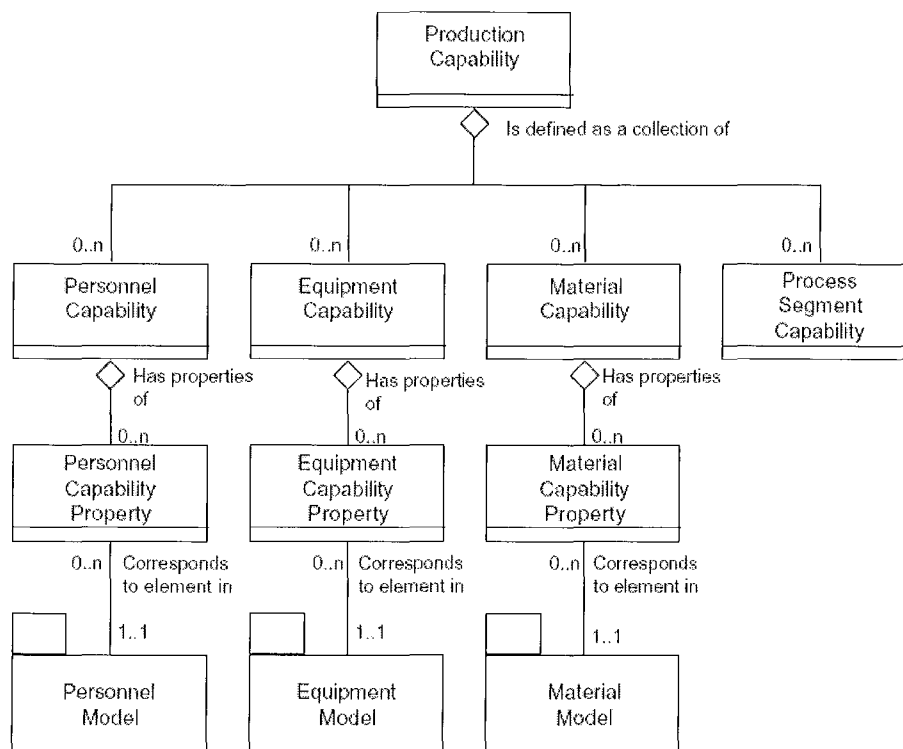 Production
Capability
Is defined as a collection of
0..n
0..n
0..n
0..n
Personnel
Capability
Equipment
Capability
Material
Capability
Process
Segment
Capability
Has properties
of
Has properties
of
Has properties
of
0..n
0..n
0..n
Personnel
Capability
Property
Equipment
Capability
Property
Material
Capability
Property
0..n
Corresponds
to element in
0..n
Corresponds
to element in
0..n
Corresponds
to element in
1..1
1..1
1..1
Personnel
Model
Equipment
Model
Material
Model